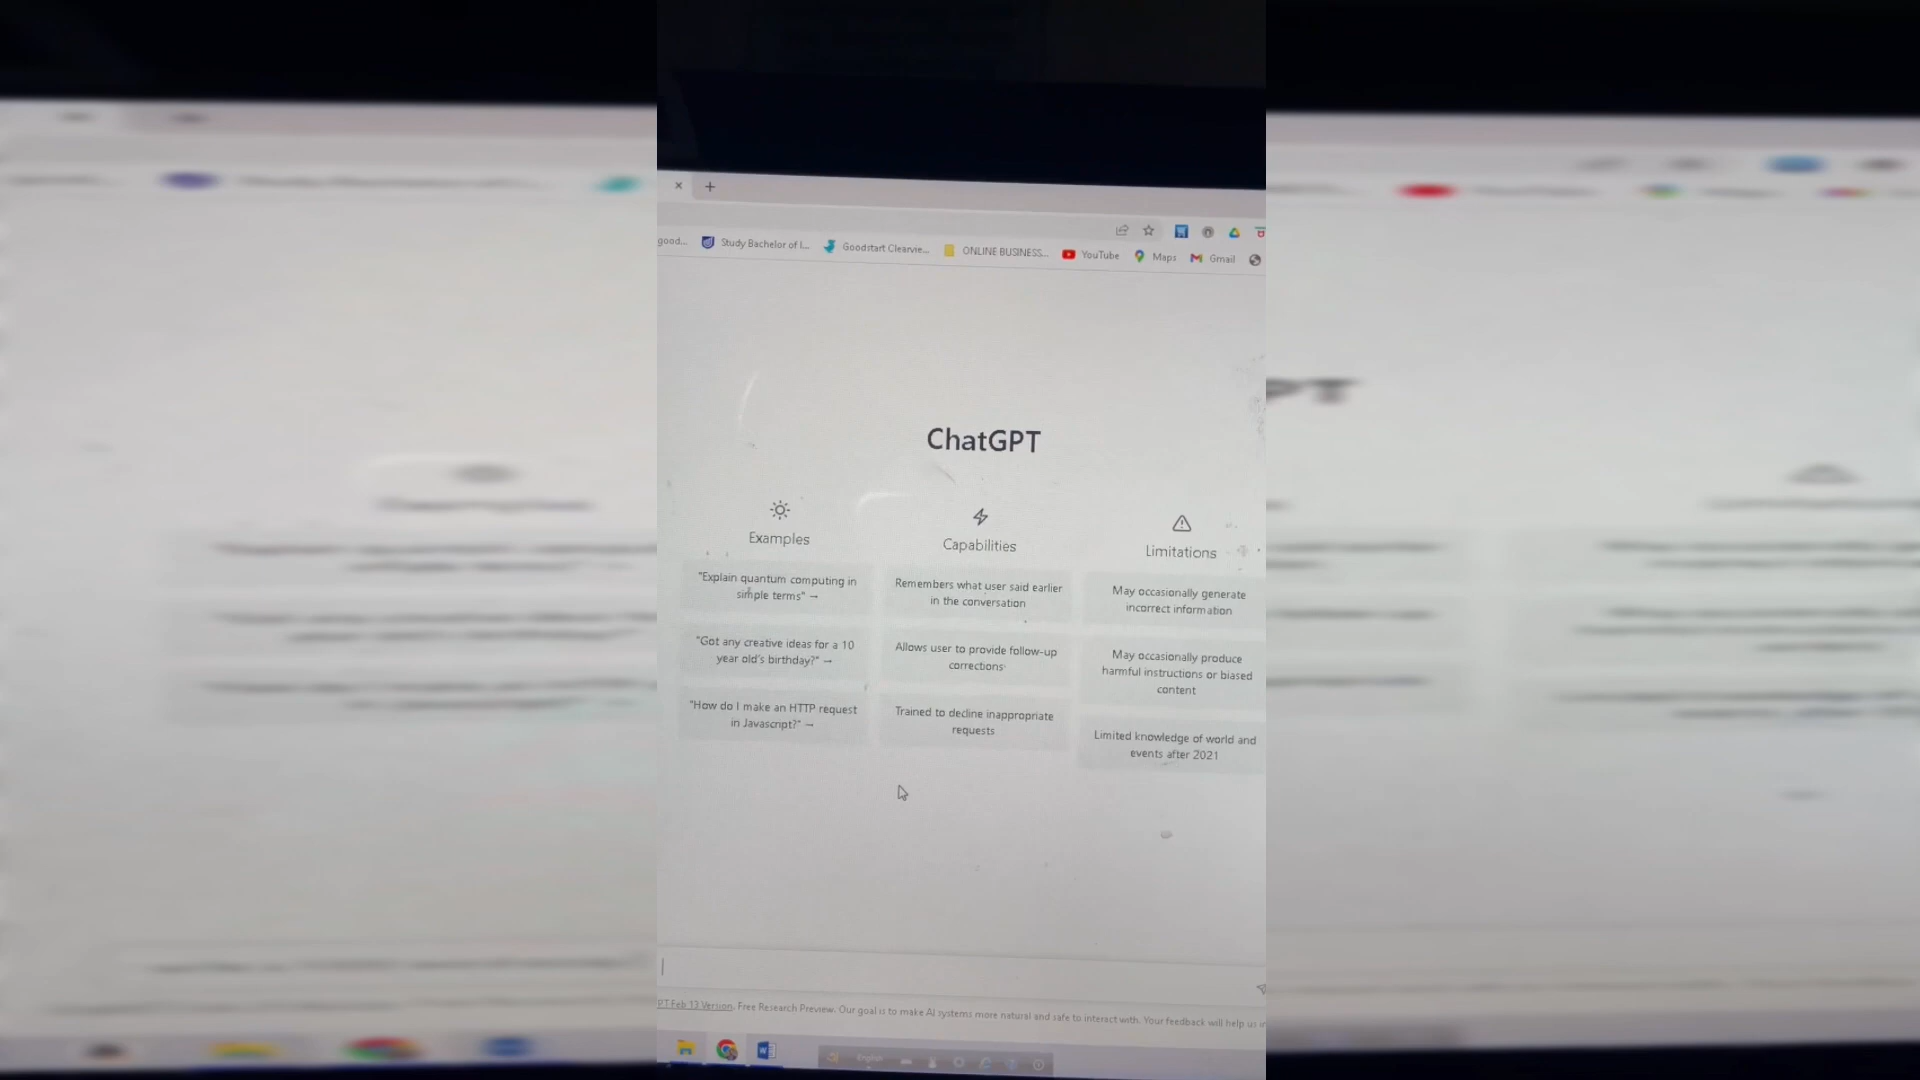 good...
Study Bachelor of I...
Goodstart Clearvie...
ONLINE BUSINESS...
YouTube
Maps
Gmail
ChatGPT
Examples
Capabilities
Limitations
"Explain quantum computing in
simple terms" →
Remembers what user said earlier
in the conversation
May occasionally generate
incorrect information
"Got any creative ideas for a 10
year old's birthday?" →
Allows user to provide follow-up
corrections
May occasionally produce
harmful instructions or biased
content
"How do I make an HTTP request
in Javascript?" →
Trained to decline inappropriate
requests
Limited knowledge of world and
events after 2021
PT Feb 13 Version. Free Research Preview. Our goal is to make AI systems more natural and safe to interact with. Your feedback will help us
English